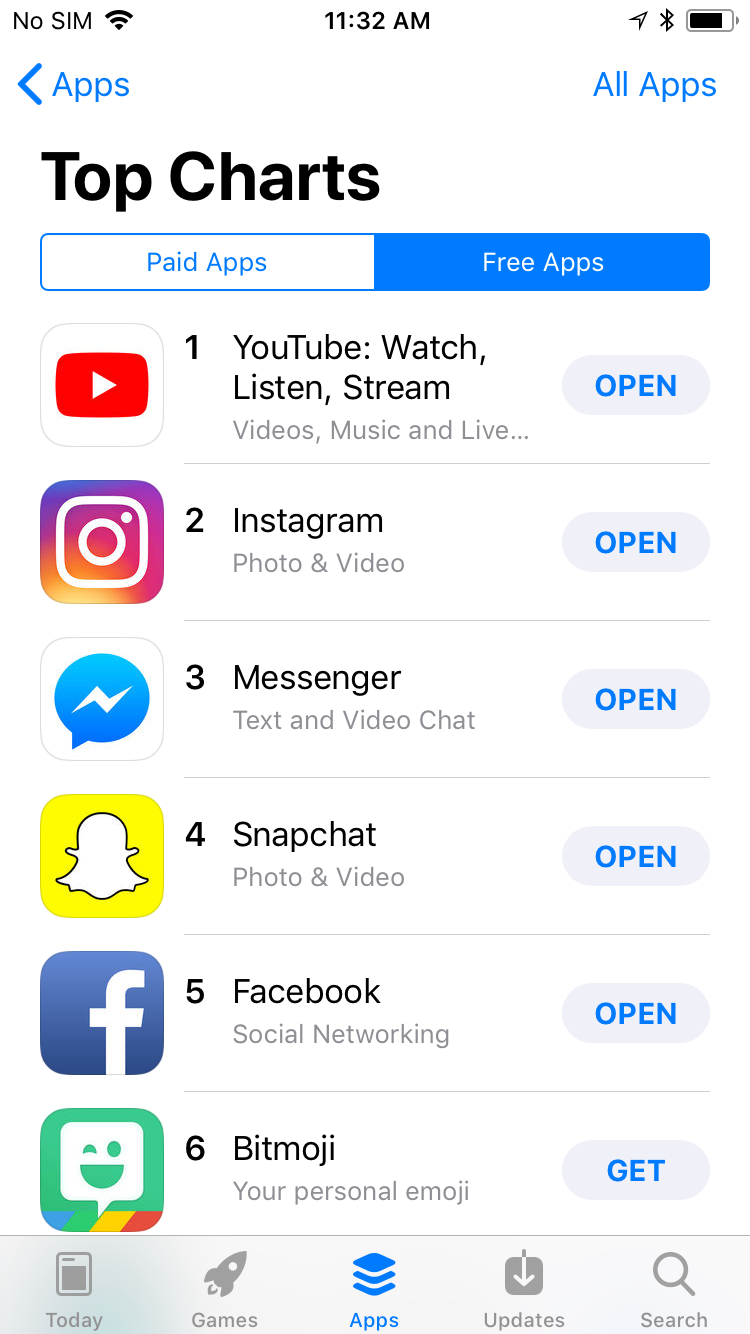 No SIM 11:32 AM
Apps All Apps
Top Charts
Paid Apps Free Apps
1 YouTube: Watch,
Listen, Stream
Videos, Music and Live...
OPEN
2 Instagram
Photo & Video
OPEN
3 Messenger
Text and Video Chat
OPEN
4 Snapchat
Photo & Video
OPEN
5 Facebook
Social Networking
OPEN
6 Bitmoji
Your personal emoji
GET
Today Games Apps Updates Search